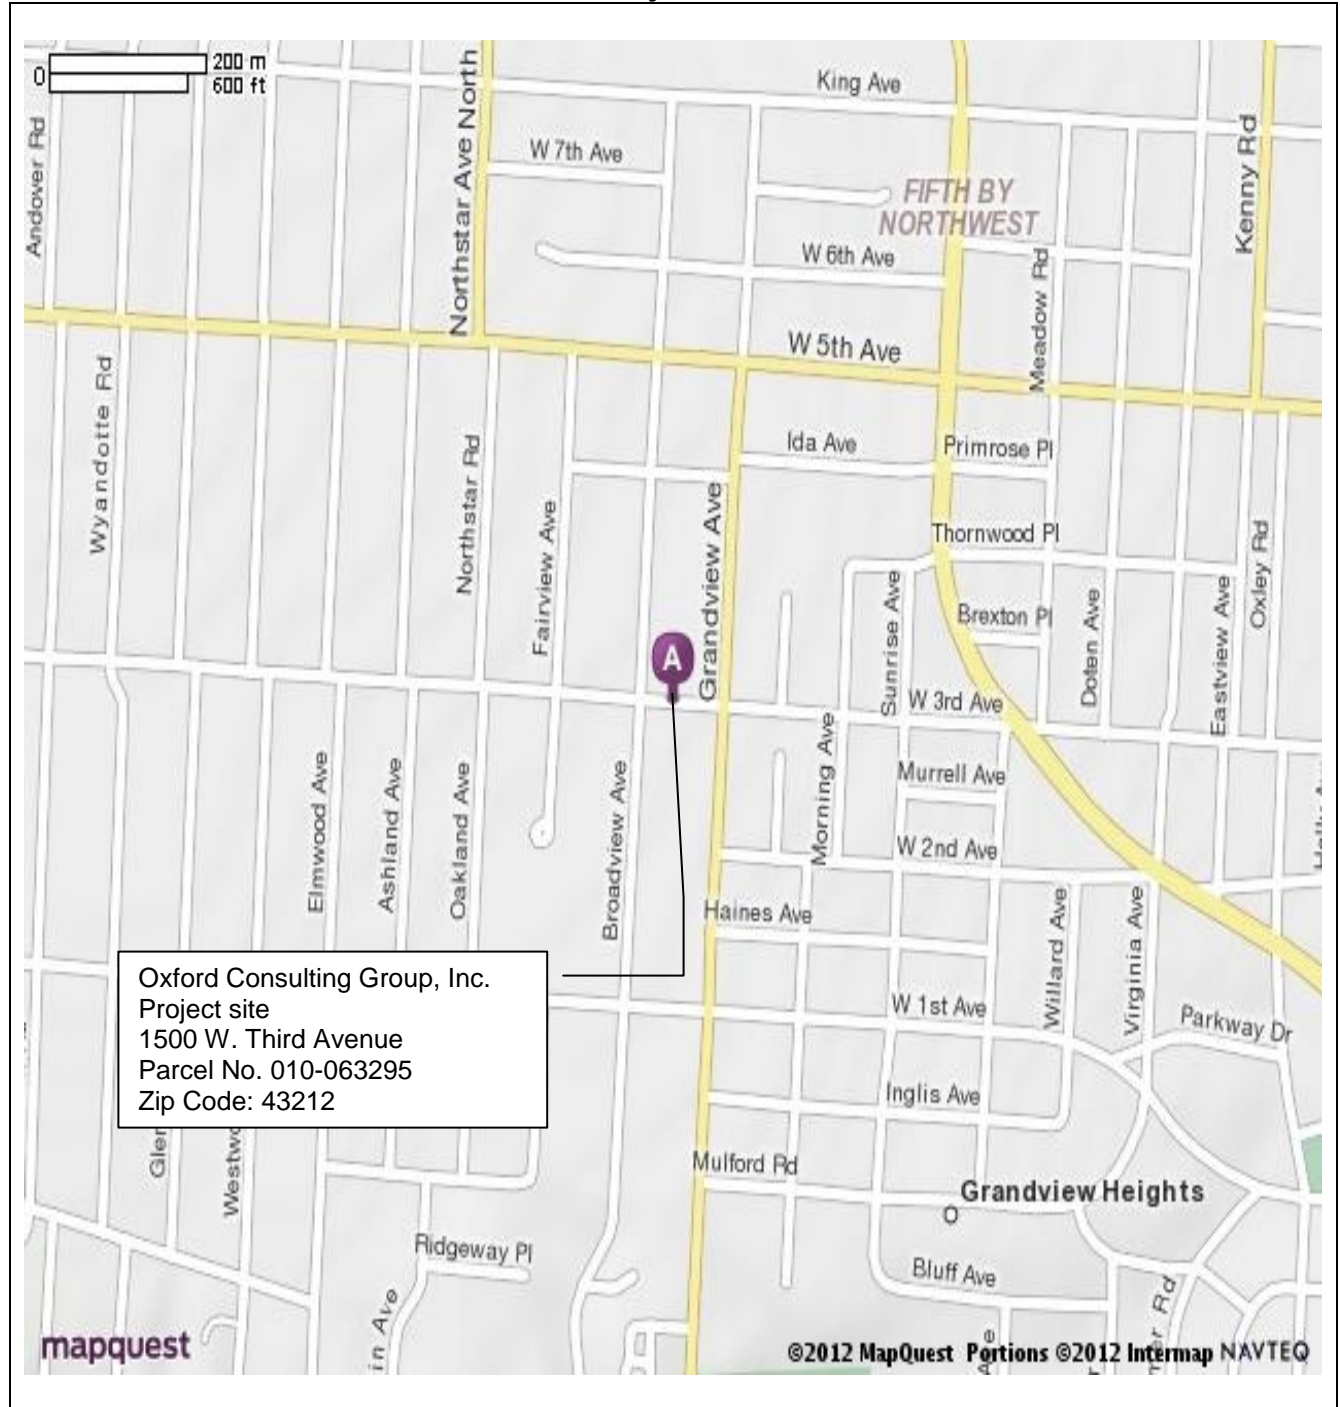 0
200 m
600 ft
Northstar Ave North
King Ave
Andover Rd
W 7th Ave
Kenny Rd
FIFTH BY
NORTHWEST
W 6th Ave
Meadow Rd
W 5th Ave
Wyandotte Rd
Ida Ave
Primrose Pl
Northstar Rd
Grandview Ave
Fairview Ave
Thornwood Pl
Oxley Rd
Sunrise Ave
Brexton Pl
Doten Ave
Eastview Ave
A
W 3rd Ave
Morning Ave
Murrell Ave
Elmwood Ave
Ashland Ave
Oakland Ave
Broadview Ave
W 2nd Ave
Haines Ave
Willard Ave
Virginia Ave
Oxford Consulting Group, Inc.
Project site
1500 W. Third Avenue
Parcel No. 010-063295
Zip Code: 43212
W 1st Ave
Parkway Dr
Inglis Ave
Mulford Rd
Grandview Heights
Ridgeway Pl
Bluff Ave
mapquest
©2012 MapQuest Portions ©2012 Intermap NAVTEQ